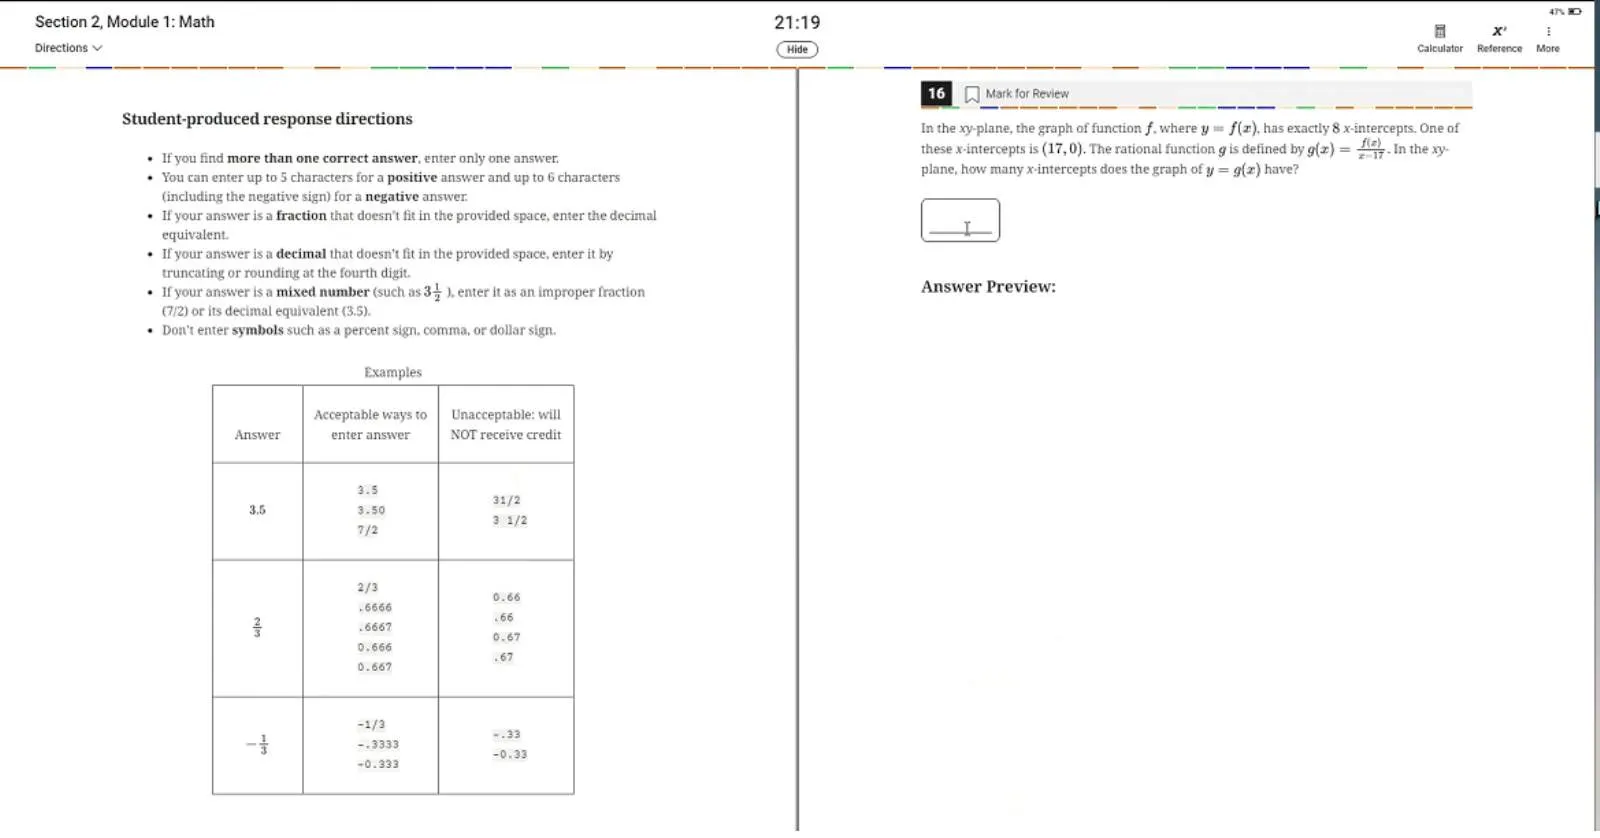 47%
Section 2, Module 1: Math
21:19
Directions
Hide
Calculator
Reference
More
Student-produced response directions
• If you find more than one correct answer, enter only one answer.
• You can enter up to 5 characters for a positive answer and up to 6 characters
(including the negative sign) for a negative answer.
• If your answer is a fraction that doesn't fit in the provided space, enter the decimal
equivalent.
• If your answer is a decimal that doesn't fit in the provided space, enter it by
truncating or rounding at the fourth digit.
• If your answer is a mixed number (such as 3 1/2 ), enter it as an improper fraction
(7/2) or its decimal equivalent (3.5).
• Don't enter symbols such as a percent sign, comma, or dollar sign.
Examples
Answer
Acceptable ways to
enter answer
Unacceptable: will
NOT receive credit
3.5
3.5
3.50
7/2
31/2
3 1/2
2/3
2/3
.6666
.6667
0.666
0.667
0.66
.66
0.67
.67
-1/3
-1/3
-.3333
-0.333
-.33
-0.33
16
Mark for Review
In the xy-plane, the graph of function f, where y = f(x), has exactly 8 x-intercepts. One of
these x-intercepts is (17, 0). The rational function g is defined by g(x) = f(x)/x−17. In the xy-
plane, how many x-intercepts does the graph of y = g(x) have?
Answer Preview: